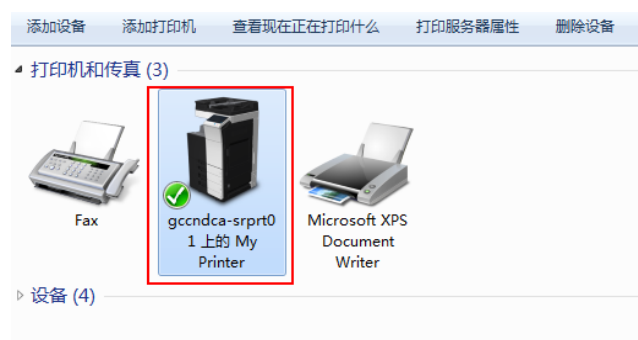 添加设备 添加打印机 查看现在正在打印什么 打印服务器属性 删除设备
打印机和传真 (3)
Fax
gccndca-srprt0
1 上的 My
Printer
Microsoft XPS
Document
Writer
设备 (4)